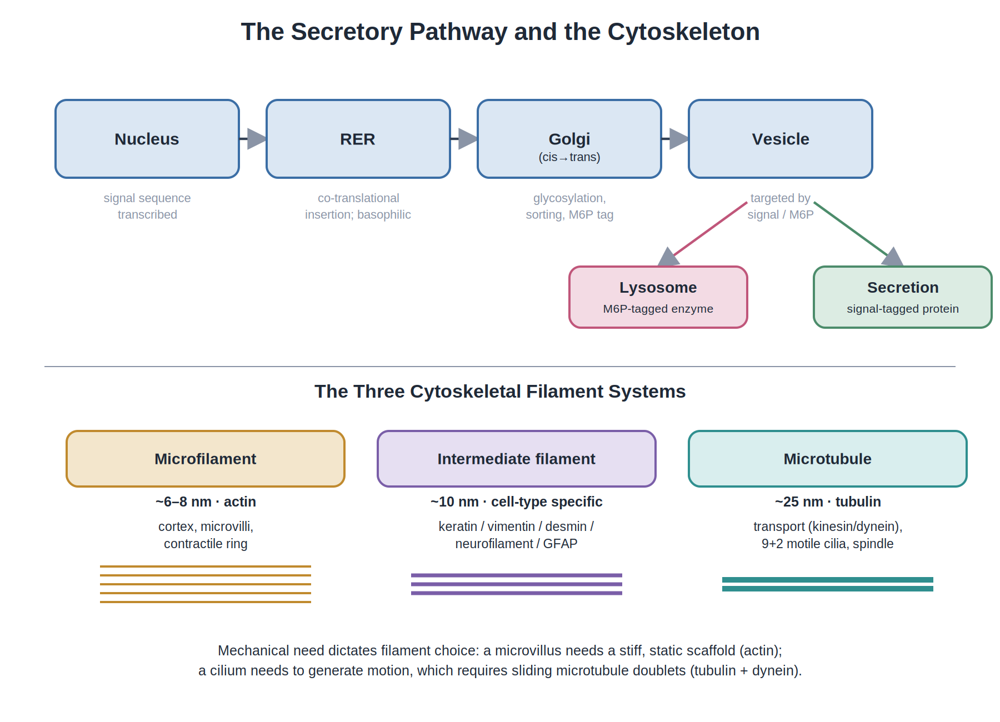 The Secretory Pathway and the Cytoskeleton
Nucleus
RER
Golgi
(cis→trans)
Vesicle
signal sequence
transcribed
co-translational
insertion; basophilic
glycosylation,
sorting, M6P tag
targeted by
signal / M6P
Lysosome
M6P-tagged enzyme
Secretion
signal-tagged protein
The Three Cytoskeletal Filament Systems
Microfilament
~6–8 nm · actin
cortex, microvilli,
contractile ring
Intermediate filament
~10 nm · cell-type specific
keratin / vimentin / desmin /
neurofilament / GFAP
Microtubule
~25 nm · tubulin
transport (kinesin/dynein),
9+2 motile cilia, spindle
Mechanical need dictates filament choice: a microvillus needs a stiff, static scaffold (actin);
a cilium needs to generate motion, which requires sliding microtubule doublets (tubulin + dynein).